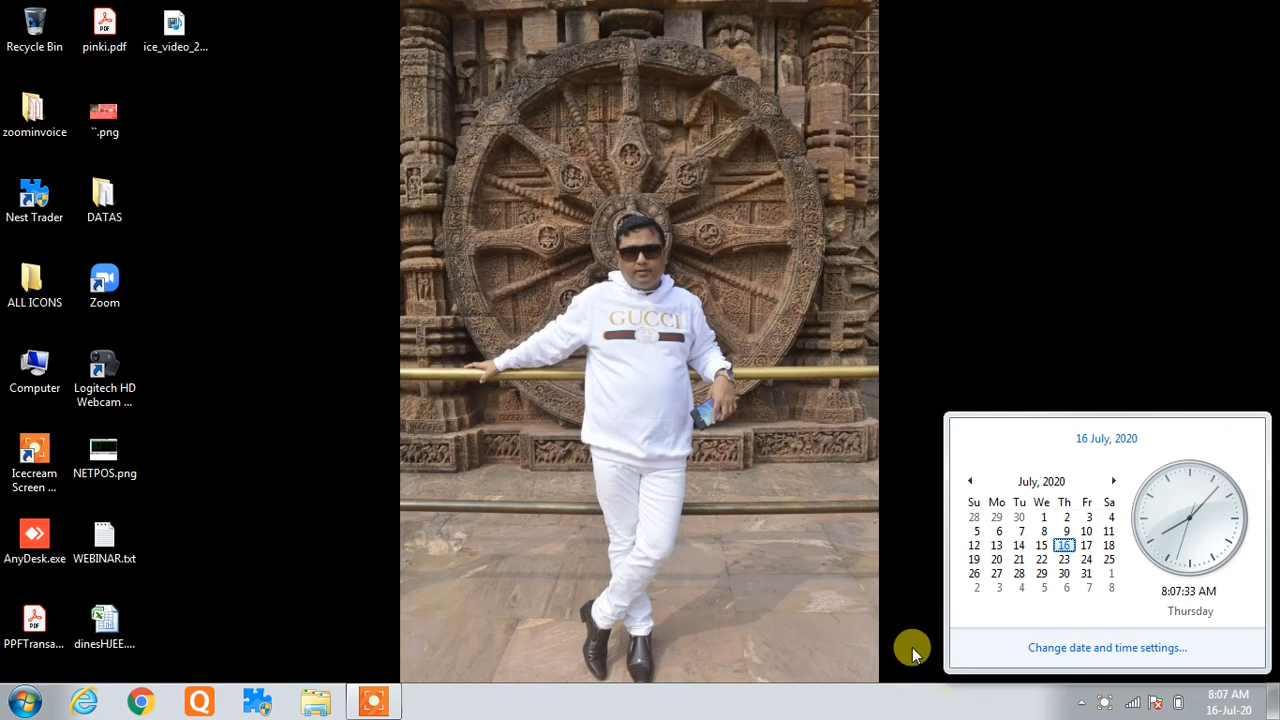 Recycle Bin
pinki.pdf
ice_video_2...
zoominvoice
``.png
Nest Trader
DATAS
ALL ICONS
Zoom
Computer
Logitech HD
Webcam ...
Icecream
Screen ...
NETPOS.png
AnyDesk.exe
WEBINAR.txt
PPFTransa...
dinesHJEE....
GUCCI
16 July, 2020
July, 2020
Su Mo Tu We Th Fr Sa
28 29 30 1 2 3 4
5 6 7 8 9 10 11
12 13 14 15 16 17 18
19 20 21 22 23 24 25
26 27 28 29 30 31 1
2 3 4 5 6 7 8
8:07:33 AM
Thursday
Change date and time settings...
8:07 AM
16-Jul-20